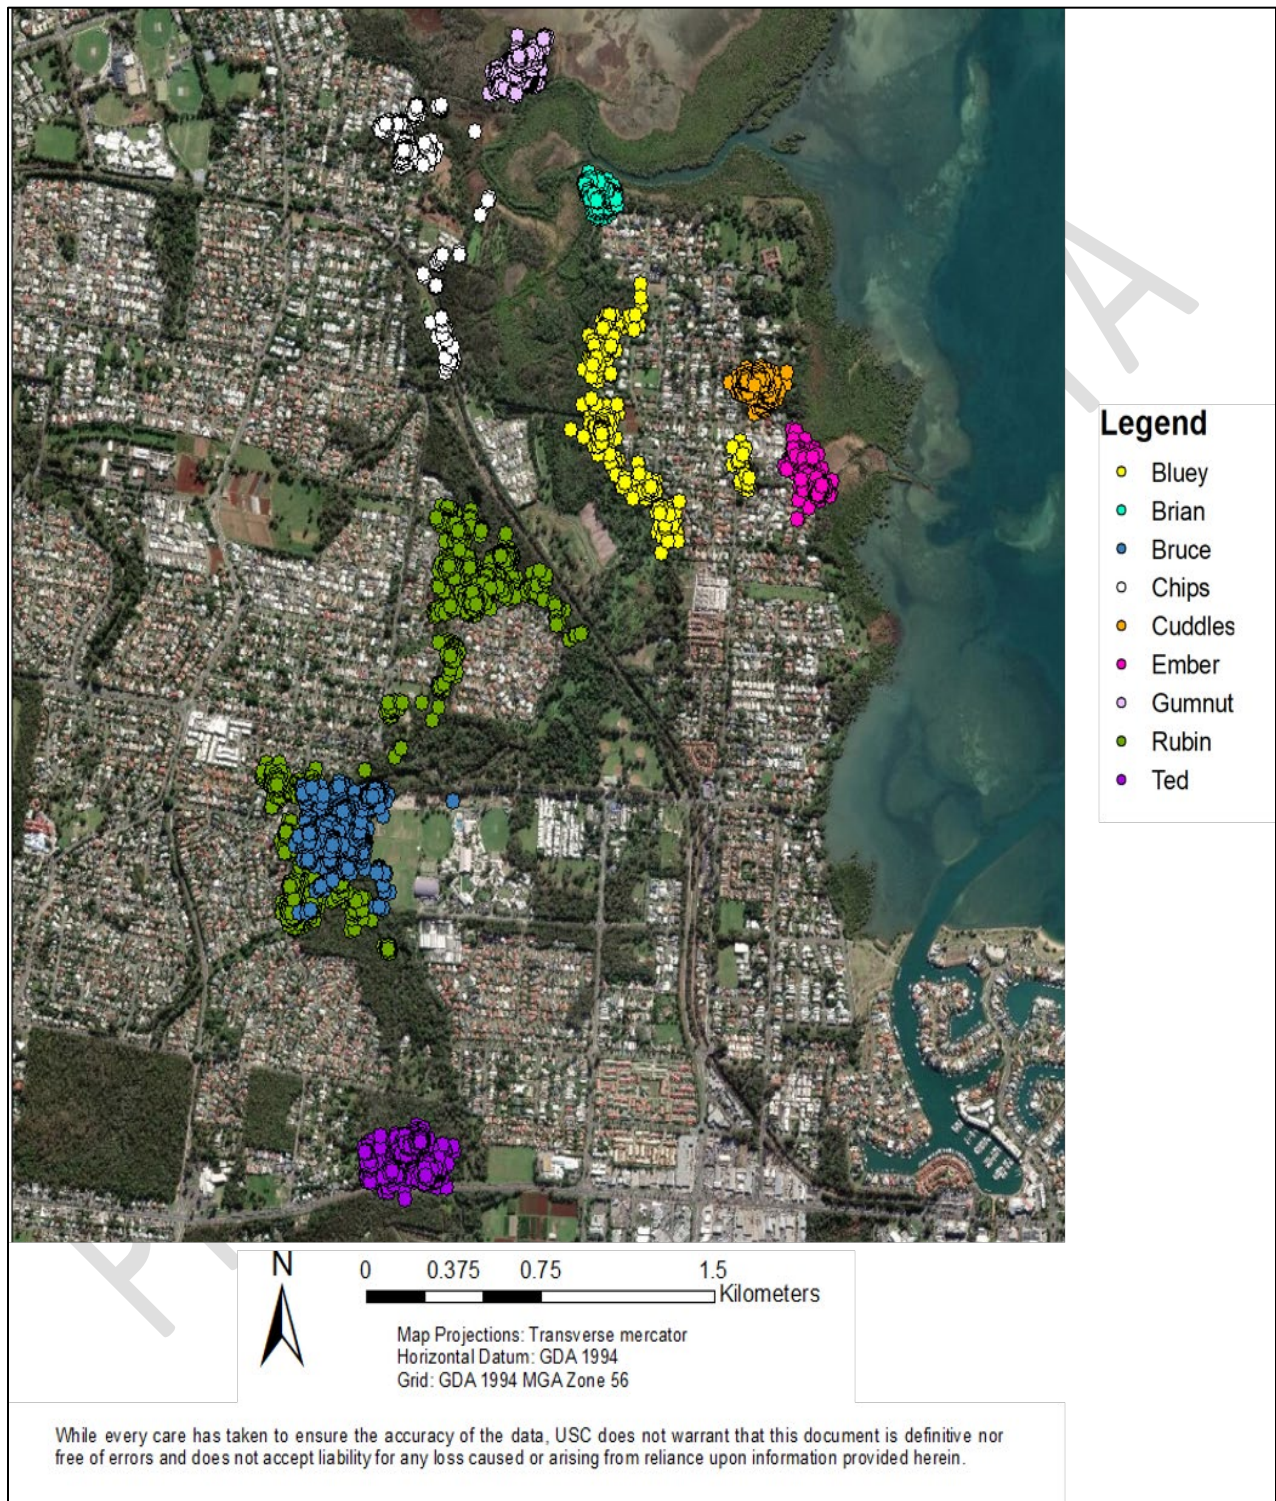 Legend
Bluey
Brian
Bruce
Chips
Cuddles
Ember
Gumnut
Rubin
Ted
N
0 0.375 0.75 1.5
Kilometers
Map Projections: Transverse mercator
Horizontal Datum: GDA 1994
Grid: GDA 1994 MGA Zone 56
While every care has taken to ensure the accuracy of the data, USC does not warrant that this document is definitive nor
free of errors and does not accept liability for any loss caused or arising from reliance upon information provided herein.